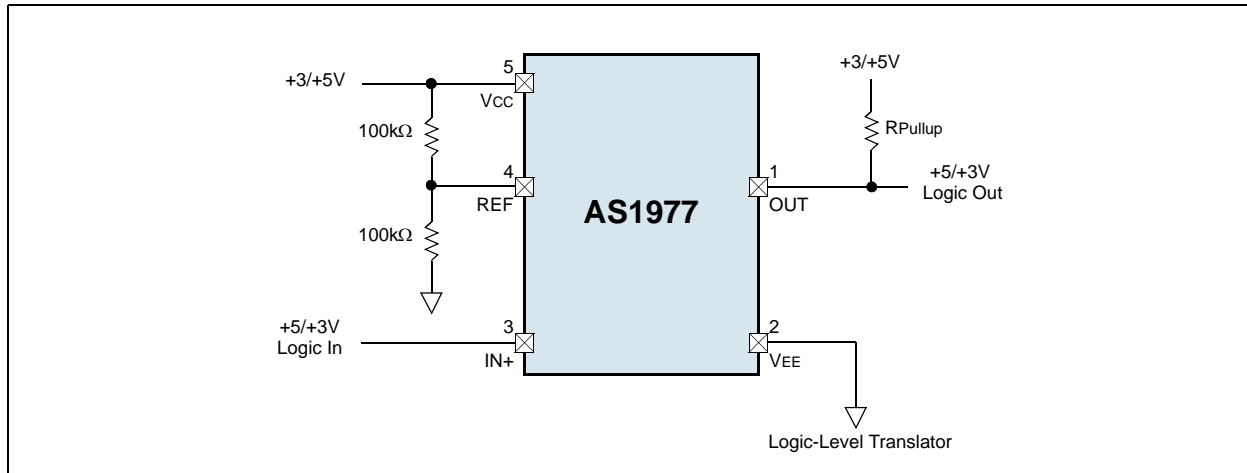 +3/+5V
5
VCC
100kΩ
4
REF
100kΩ
+5/+3V
Logic In
3
IN+
AS1977
+3/+5V
RPullup
1
OUT
+5/+3V
Logic Out
2
VEE
Logic-Level Translator